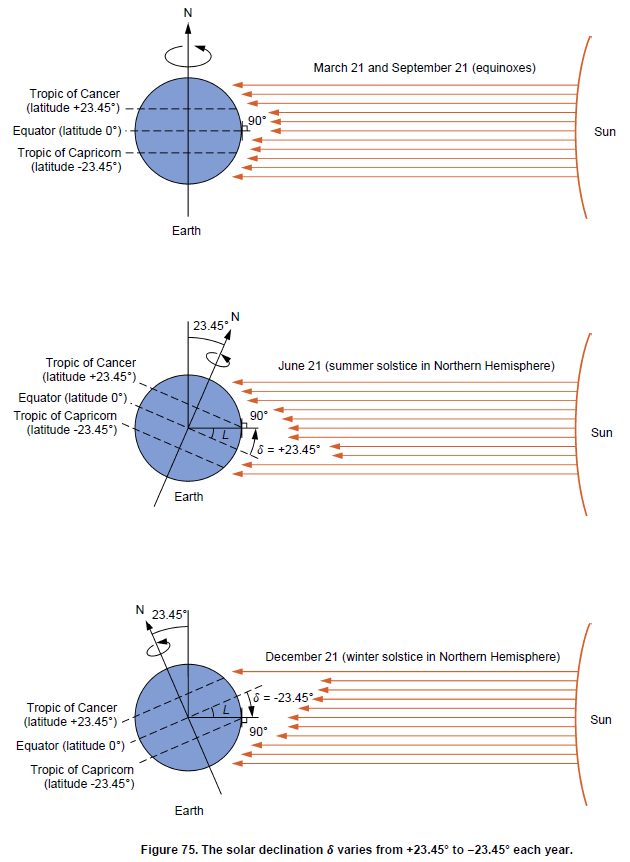 N
March 21 and September 21 (equinoxes)
Tropic of Cancer
(latitude +23.45°)
90°
Equator (latitude 0°)
Sun
Tropic of Capricorn
(latitude -23.45°)
Earth
N
23.45°
Tropic of Cancer
(latitude +23.45°)
June 21 (summer solstice in Northern Hemisphere)
Equator (latitude 0°)
Tropic of Capricorn
(latitude -23.45°)
90°
L
Sun
δ = +23.45°
Earth
N
23.45°
December 21 (winter solstice in Northern Hemisphere)
δ = -23.45°
Tropic of Cancer
(latitude +23.45°)
L
Sun
90°
Equator (latitude 0°)
Tropic of Capricorn
(latitude -23.45°)
Earth
Figure 75. The solar declination δ varies from +23.45° to –23.45° each year.